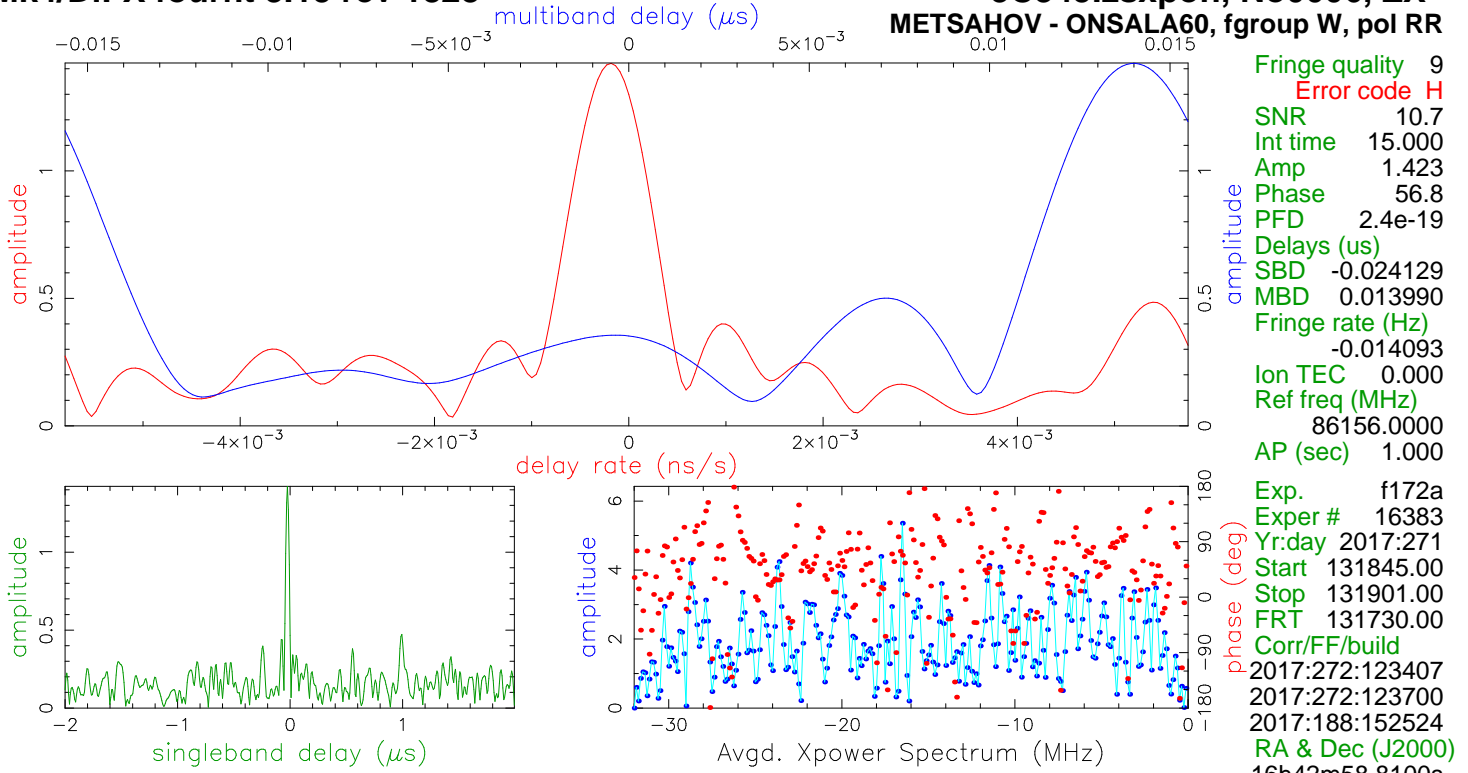 multiband delay (μs)
METSAHOV - ONSALA60, fgroup W, pol RR
−0.015 −0.01 −5×10⁻³ 0 5×10⁻³ 0.01 0.015
amplitude
0 0.5 1
amplitude
0 0.5 1
−4×10⁻³ −2×10⁻³ 0 2×10⁻³ 4×10⁻³
delay rate (ns/s)
Fringe quality 9
Error code H
SNR 10.7
Int time 15.000
Amp 1.423
Phase 56.8
PFD 2.4e-19
Delays (us)
SBD -0.024129
MBD 0.013990
Fringe rate (Hz)
-0.014093
Ion TEC 0.000
Ref freq (MHz)
86156.0000
AP (sec) 1.000
Exp. f172a
Exper # 16383
Yr:day 2017:271
Start 131845.00
Stop 131901.00
FRT 131730.00
Corr/FF/build
2017:272:123407
2017:272:123700
2017:188:152524
RA & Dec (J2000)
amplitude
0 0.5 1
−2 −1 0 1
singleband delay (μs)
amplitude
0 2 4 6
−30 −20 −10 0
Avgd. Xpower Spectrum (MHz)
phase (deg)
−180 −90 0 90 180